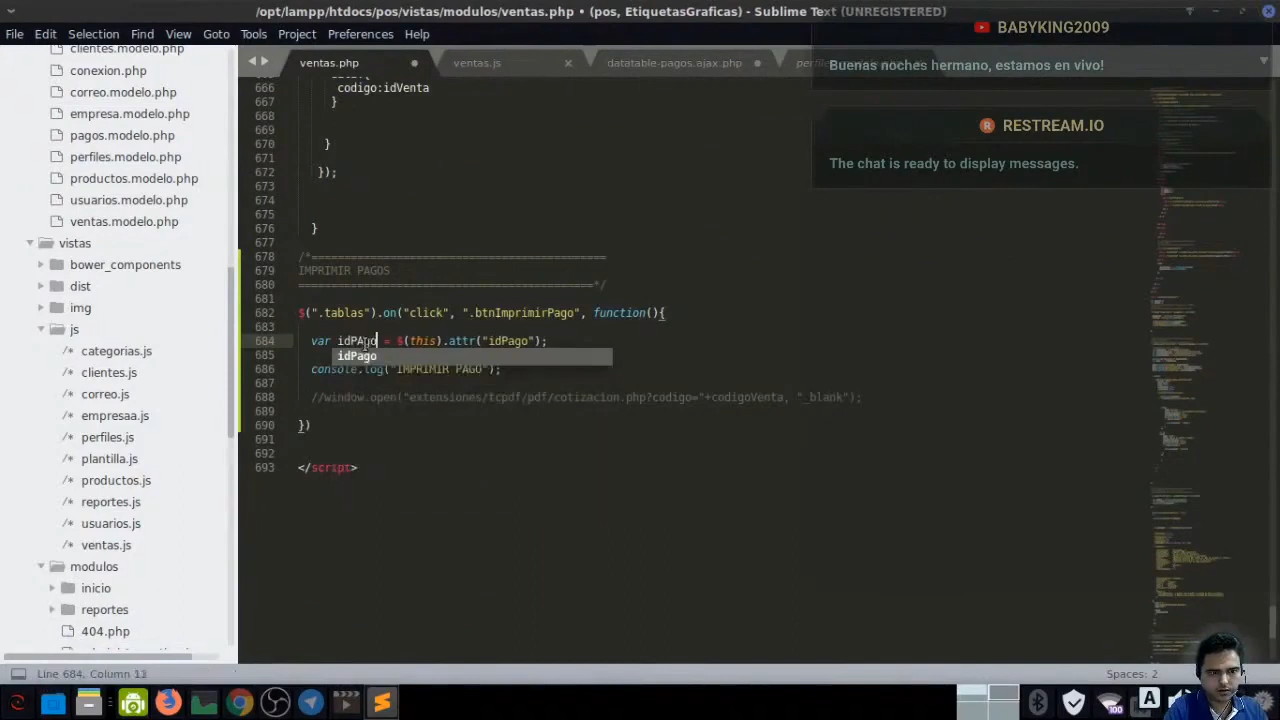 /opt/lampp/htdocs/pos/vistas/modulos/ventas.php • (pos, EtiquetasGraficas) - Sublime Text (UNREGISTERED)
File Edit Selection Find View Goto Tools Project Preferences Help
BABYKING2009
Buenas noches hermano, estamos en vivo!
RESTREAM.IO
The chat is ready to display messages.
ventas.php
ventas.js
datatable-pagos.ajax.php
clientes.modelo.php
conexion.php
correo.modelo.php
empresa.modelo.php
pagos.modelo.php
perfiles.modelo.php
productos.modelo.php
usuarios.modelo.php
ventas.modelo.php
vistas
bower_components
dist
img
js
/* categorias.js
/* clientes.js
/* correo.js
/* empresaa.js
/* perfiles.js
/* plantilla.js
/* productos.js
/* reportes.js
/* usuarios.js
/* ventas.js
modulos
inicio
reportes
404.php
666 codigo:idVenta
667 }
668
669
670 }
671
672 });
673
674
675
676 }
677
678 /*=============================================
679 IMPRIMIR PAGOS
680 =============================================*/
681
682 $(".tablas").on("click", ".btnImprimirPago", function(){
683
684 var idPAgo = $(this).attr("idPago");
idPago
685
686 console.log("IMPRIMIR PAGO");
687
688 //window.open("extensiones/tcpdf/pdf/cotizacion.php?codigo="+codigoVenta, "_blank");
689
690 })
691
692
693 </script>
Line 684, Column 11
Spaces: 2
100
A